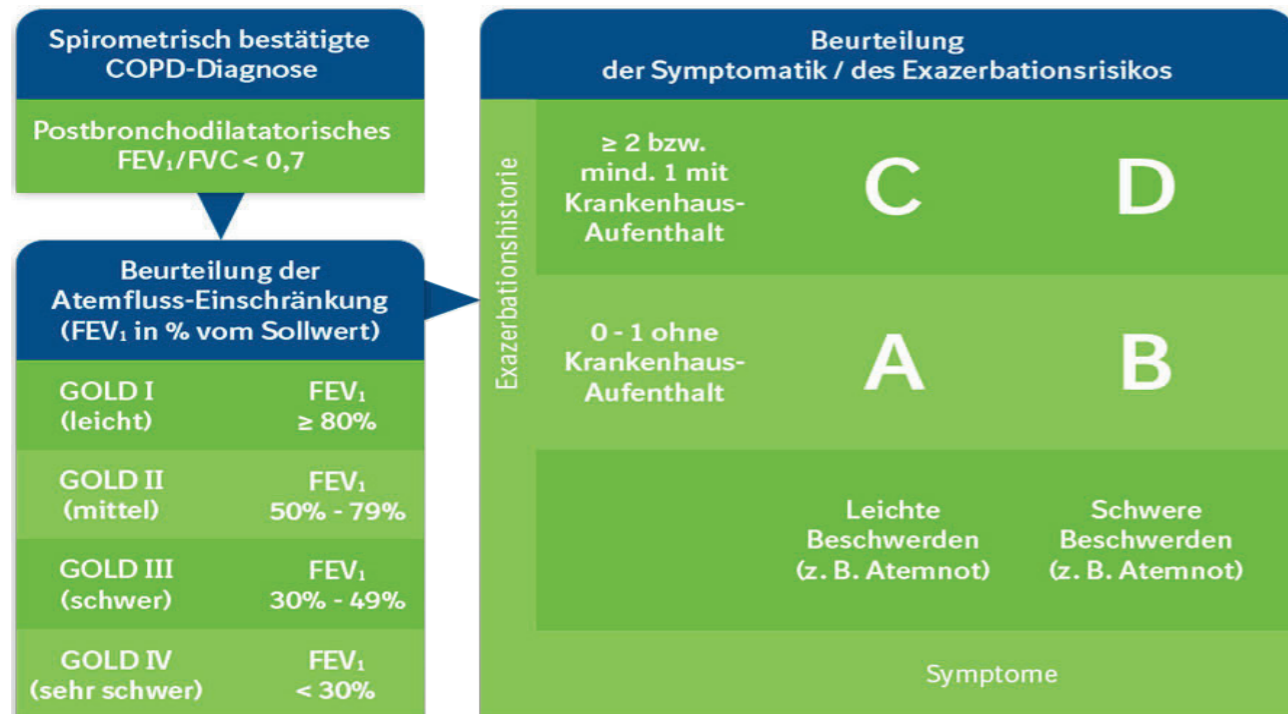 Spirometrisch bestätigte
COPD-Diagnose
Postbronchodilatatorisches
FEV₁/FVC < 0,7
Beurteilung der
Atemfluss-Einschränkung
(FEV₁ in % vom Sollwert)
GOLD I
(leicht)
FEV₁
≥ 80%
GOLD II
(mittel)
FEV₁
50% - 79%
GOLD III
(schwer)
FEV₁
30% - 49%
GOLD IV
(sehr schwer)
FEV₁
< 30%
Beurteilung
der Symptomatik / des Exazerbationsrisikos
Exazerbationshistorie
≥ 2 bzw.
mind. 1 mit
Krankenhaus-
Aufenthalt
C
D
0 - 1 ohne
Krankenhaus-
Aufenthalt
A
B
Leichte
Beschwerden
(z. B. Atemnot)
Schwere
Beschwerden
(z. B. Atemnot)
Symptome